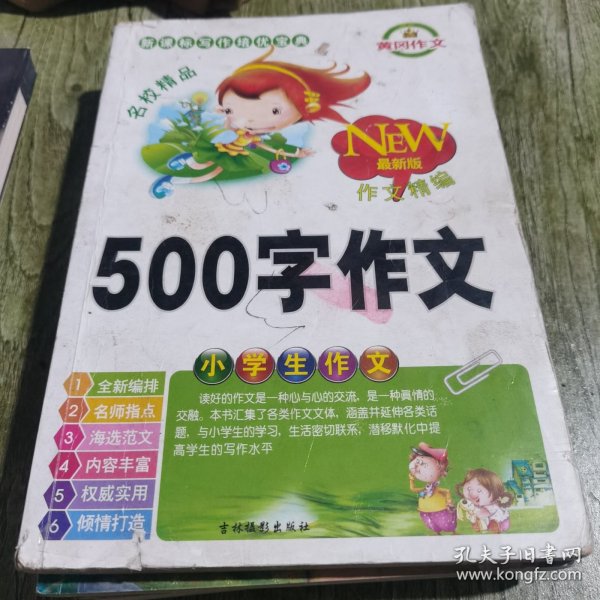 新课标写作培优宝典
黄冈作文
名校精品
NEW
最新版
作文精编
500字作文
小学生作文
1 全新编排
2 名师指点
3 海选范文
4 内容丰富
5 权威实用
6 倾情打造
读好的作文是一种心与心的交流，是一种真情的
交融。本书汇集了各类作文文体，涵盖并延伸各类话
题，与小学生的学习，生活密切联系，潜移默化中提
高学生的写作水平
吉林摄影出版社
孔夫子旧书网
www.kongfz.com